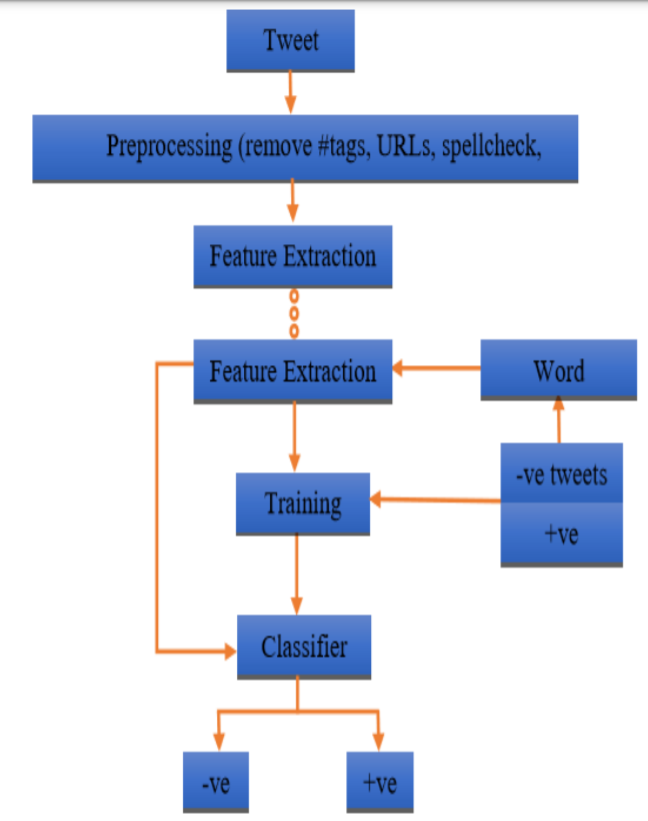 Tweet
Preprocessing (remove #tags, URLs, spellcheck,
Feature Extraction
Feature Extraction
Word
-ve tweets
+ve
Training
Classifier
-ve
+ve